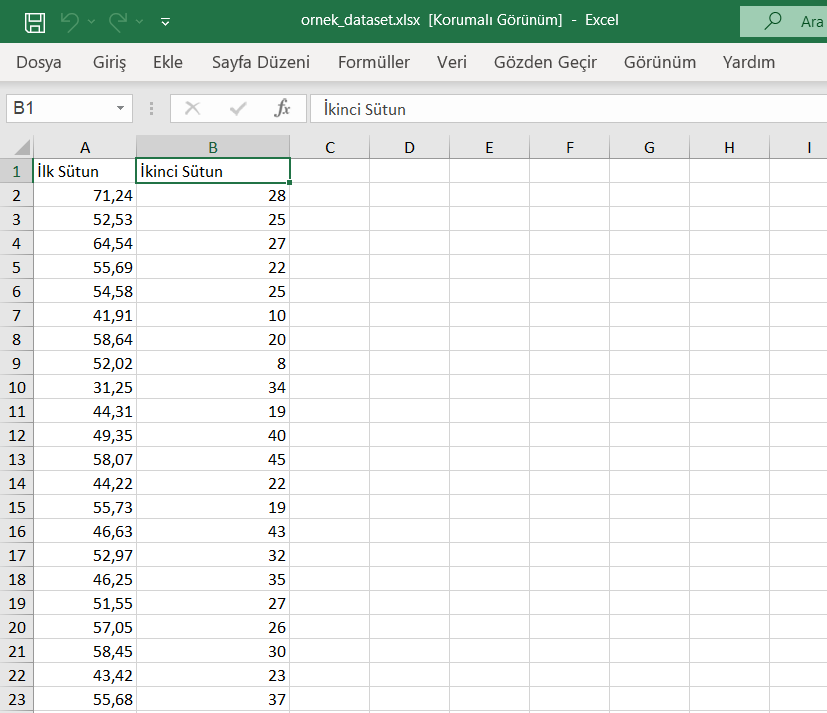 ornek_dataset.xlsx [Korumalı Görünüm] - Excel
Ara
Dosya Giriş Ekle Sayfa Düzeni Formüller Veri Gözden Geçir Görünüm Yardım
B1 fx İkinci Sütun
A B C D E F G H I
1 İlk Sütun İkinci Sütun
2 71,24 28
3 52,53 25
4 64,54 27
5 55,69 22
6 54,58 25
7 41,91 10
8 58,64 20
9 52,02 8
10 31,25 34
11 44,31 19
12 49,35 40
13 58,07 45
14 44,22 22
15 55,73 19
16 46,63 43
17 52,97 32
18 46,25 35
19 51,55 27
20 57,05 26
21 58,45 30
22 43,42 23
23 55,68 37